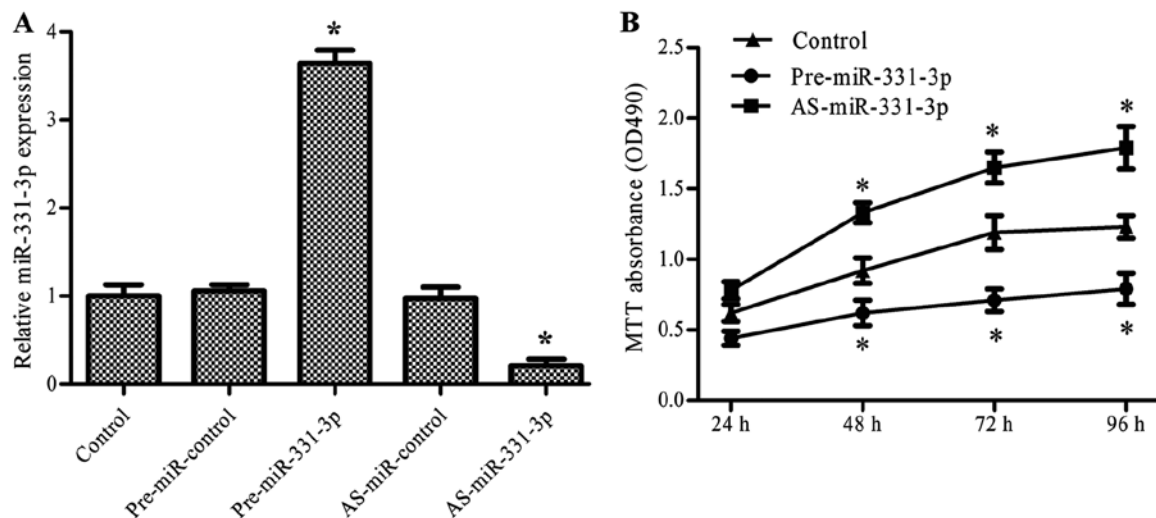 A
Relative miR-331-3p expression
4
3
2
1
0
*
*
Control
Pre-miR-control
Pre-miR-331-3p
AS-miR-control
AS-miR-331-3p
B
MTT absorbance (OD490)
2.5
2.0
1.5
1.0
0.5
0.0
Control
Pre-miR-331-3p
AS-miR-331-3p
* * *
* * *
24 h 48 h 72 h 96 h